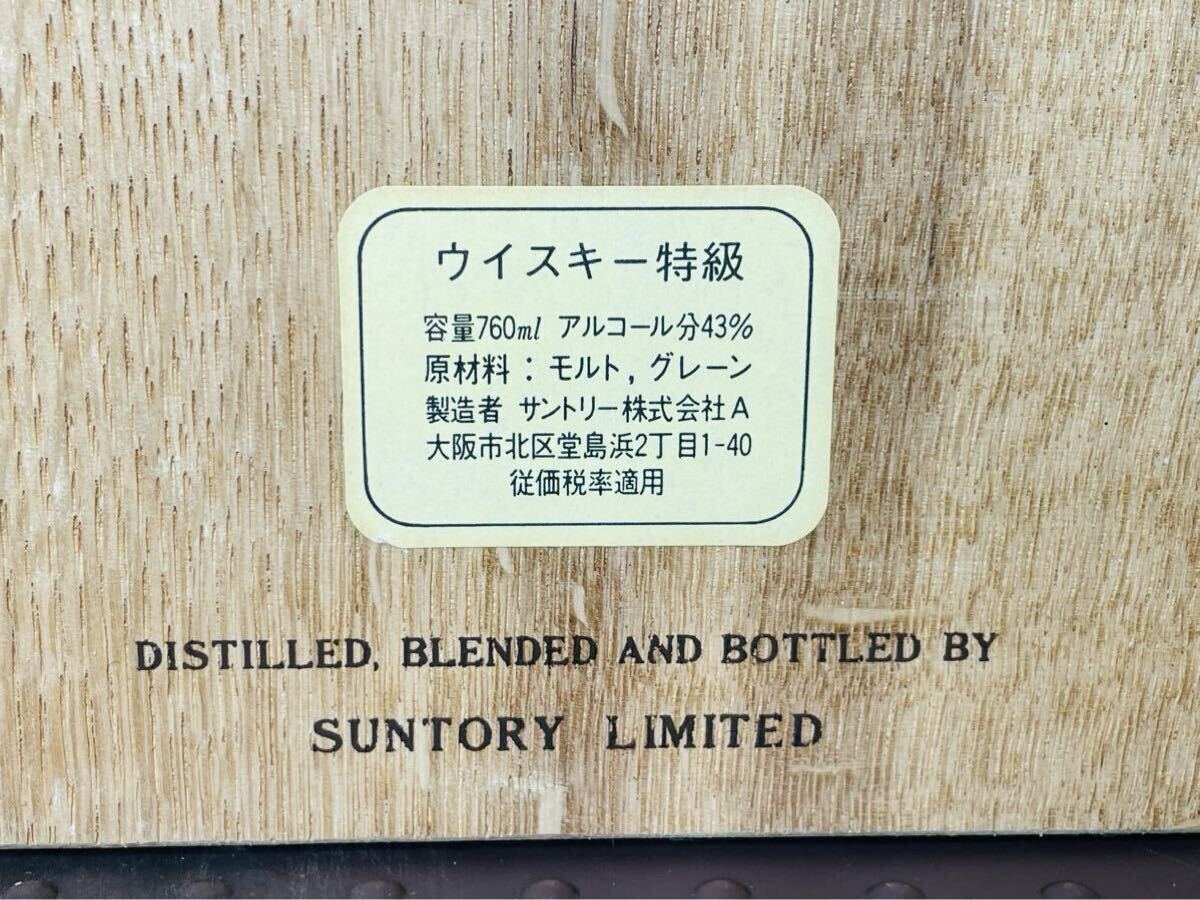 ウイスキー特級
容量760ml アルコール分43%
原材料：モルト，グレーン
製造者 サントリー株式会社A
大阪市北区堂島浜2丁目1-40
従価税率適用
DISTILLED, BLENDED AND BOTTLED BY
SUNTORY LIMITED